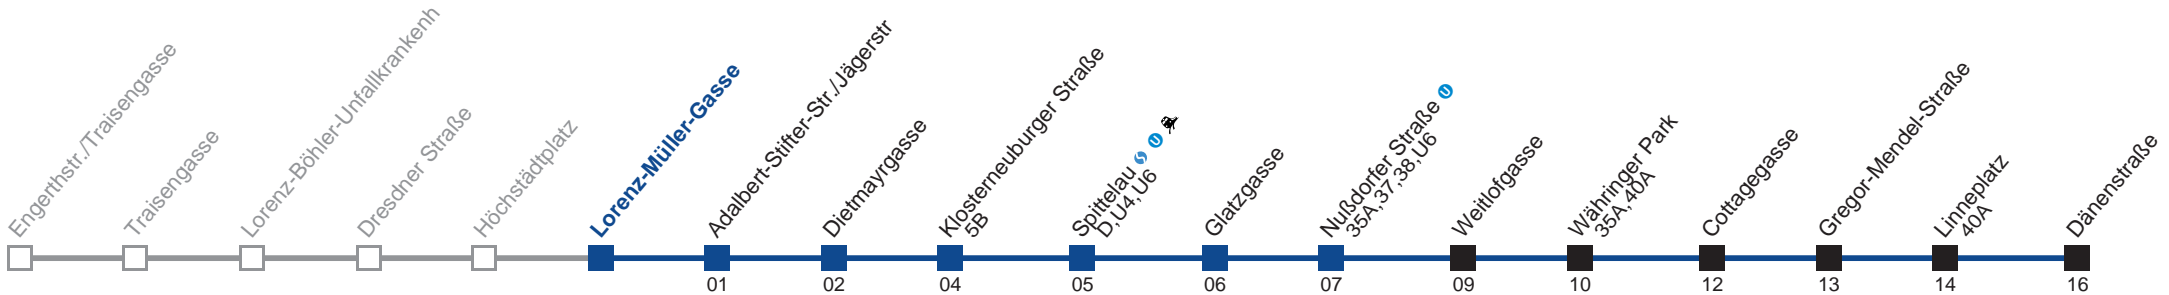 Engerthstr./Traisengasse
Traisengasse
Lorenz-Böhler-Unfallkrankenh
Dresdner Straße
Höchstädtplatz
Lorenz-Müller-Gasse
Adalbert-Stifter-Str./Jägerstr
01
Dietmayrgasse
02
Klosterneuburger Straße
5B
04
Spittelau S U
D,U4,U6
05
Glatzgasse
06
Nußdorfer Straße U
35A,37,38,U6
07
Weitlofgasse
09
Währinger Park
35A,40A
10
Cottagegasse
12
Gregor-Mendel-Straße
13
Linneplatz
40A
14
Dänenstraße
16